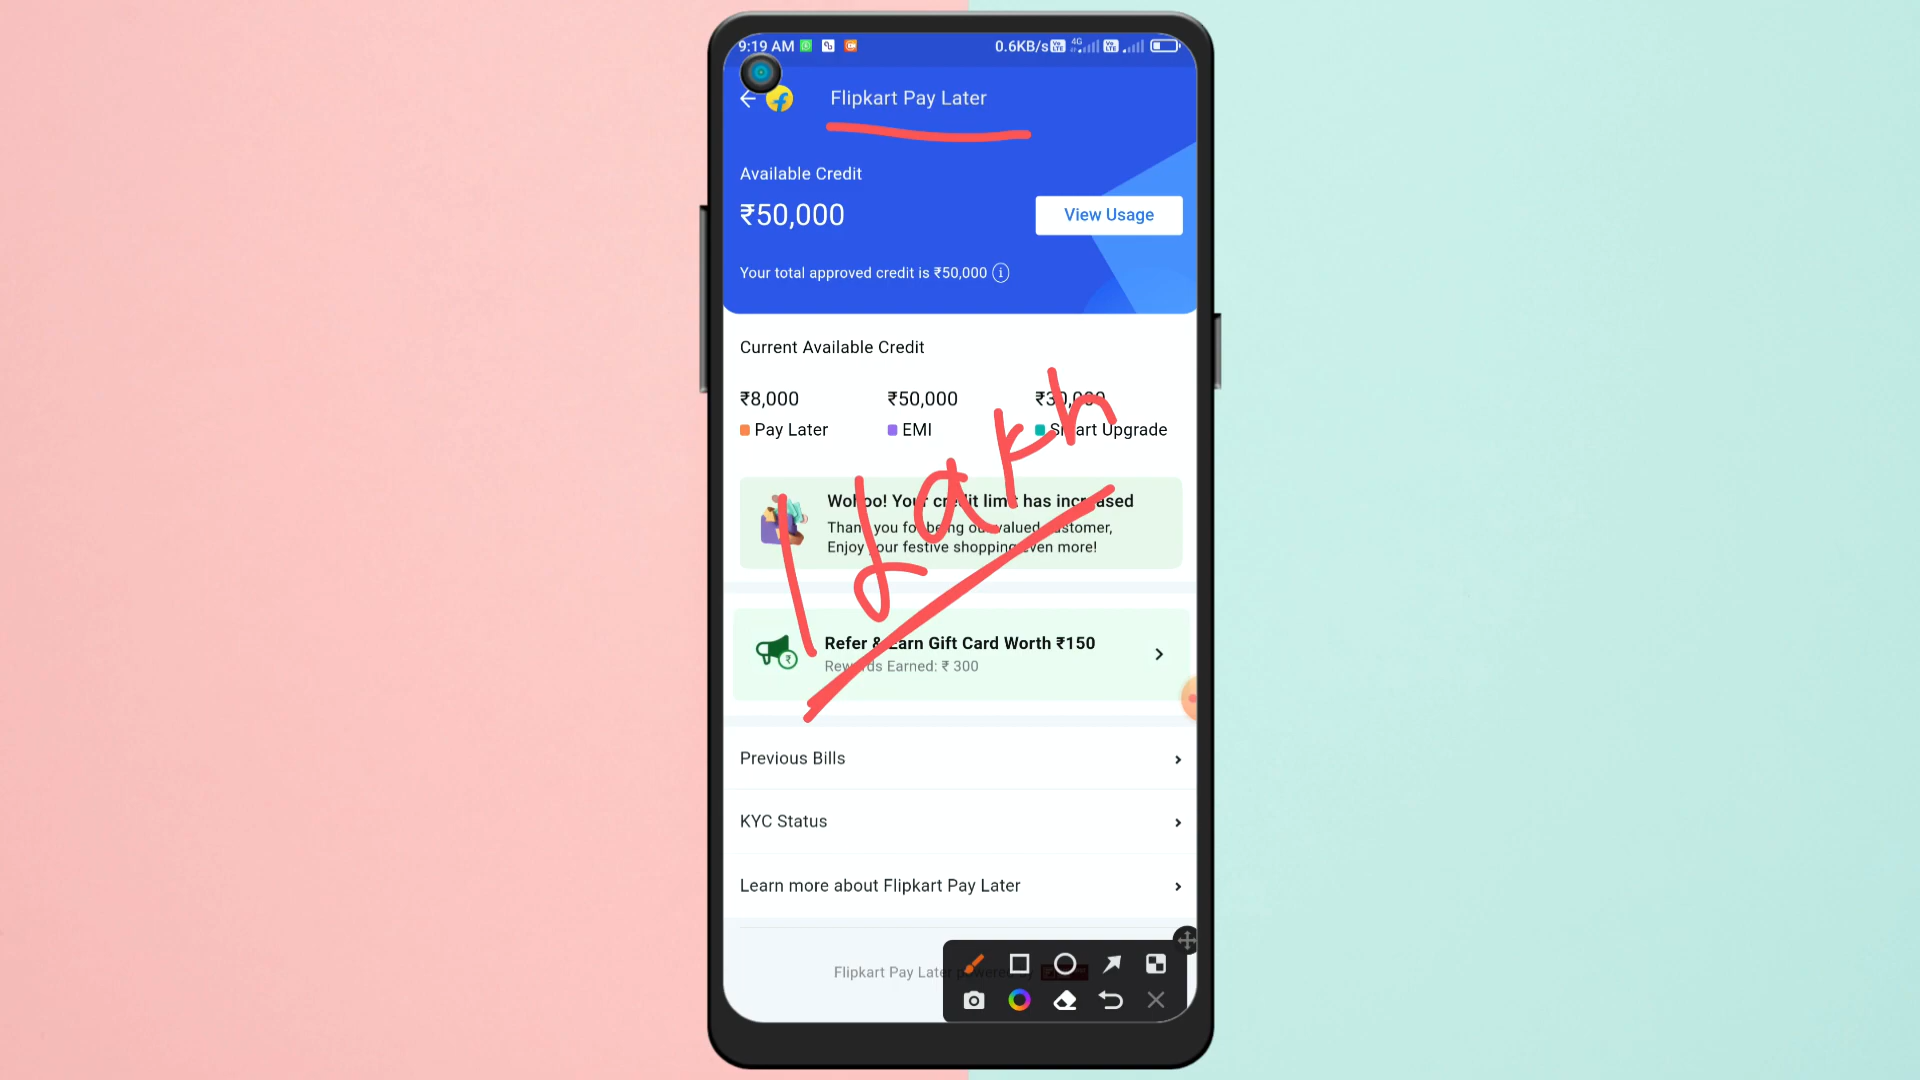 9:19 AM 0.6KB/s 4G
Flipkart Pay Later
Available Credit
₹50,000
View Usage
Your total approved credit is ₹50,000
Current Available Credit
₹8,000 ₹50,000 ₹30,000
Pay Later EMI Smart Upgrade
1 Lakh
Wohoo! Your credit limit has increased
Thank you for being our valued customer,
Enjoy your festive shopping even more!
Refer & Earn Gift Card Worth ₹150
Rewards Earned: ₹ 300
Previous Bills
KYC Status
Learn more about Flipkart Pay Later
Flipkart Pay Later powered by